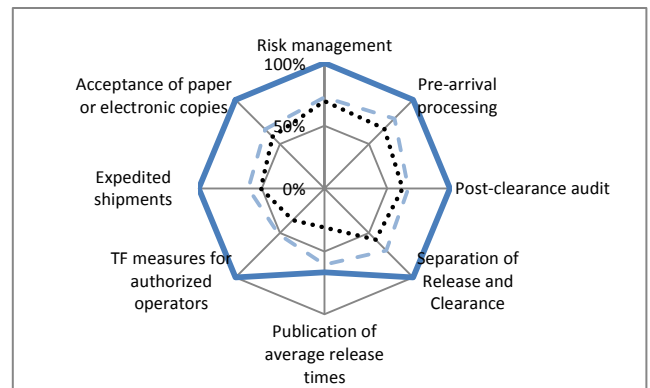 Risk management
100%
Acceptance of paper
or electronic copies
Pre-arrival
processing
50%
Expedited
shipments
0%
Post-clearance audit
TF measures for
authorized
operators
Separation of
Release and
Clearance
Publication of
average release
times